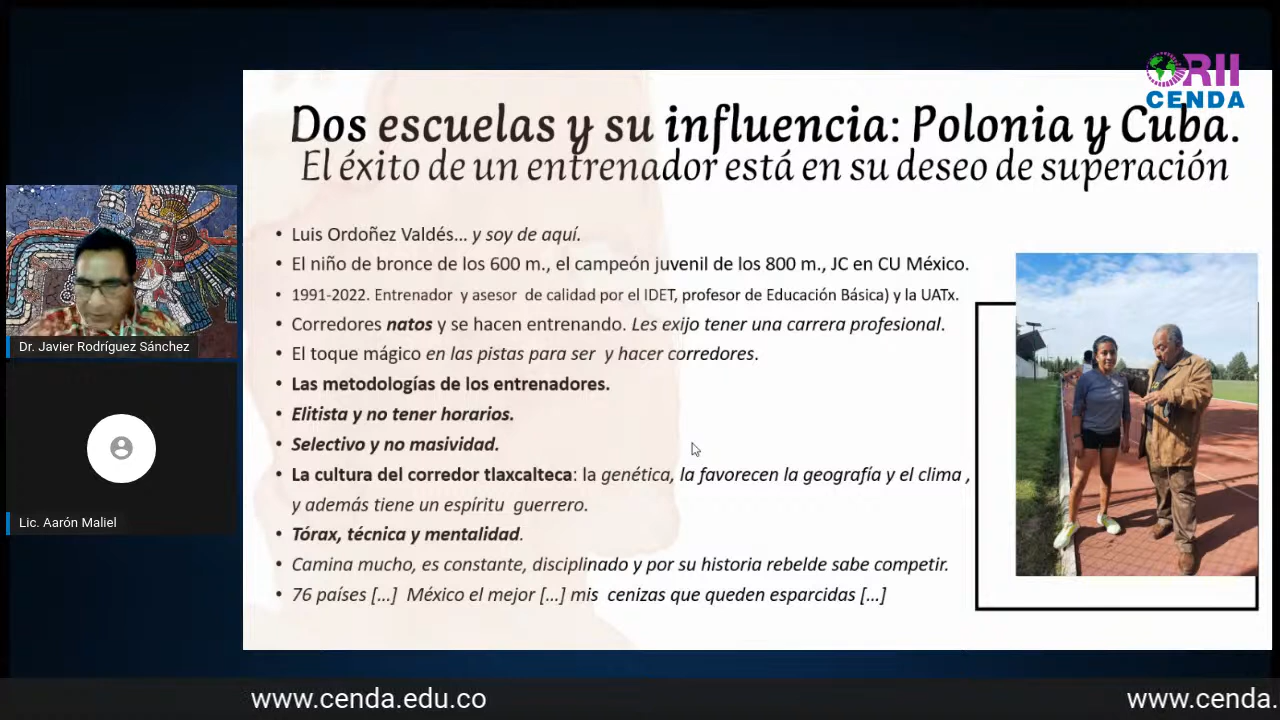 ORII
CENDA
Dos escuelas y su influencia: Polonia y Cuba.
El éxito de un entrenador está en su deseo de superación
• Luis Ordoñez Valdés... y soy de aquí.
• El niño de bronce de los 600 m., el campeón juvenil de los 800 m., JC en CU México.
• 1991-2022. Entrenador y asesor de calidad por el IDET, profesor de Educación Básica) y la UATx.
• Corredores natos y se hacen entrenando. Les exijo tener una carrera profesional.
• El toque mágico en las pistas para ser y hacer corredores.
• Las metodologías de los entrenadores.
• Elitista y no tener horarios.
• Selectivo y no masividad.
• La cultura del corredor tlaxcalteca: la genética, la favorecen la geografía y el clima ,
y además tiene un espíritu guerrero.
• Tórax, técnica y mentalidad.
• Camina mucho, es constante, disciplinado y por su historia rebelde sabe competir.
• 76 países [...] México el mejor [...] mis cenizas que queden esparcidas [...]
Dr. Javier Rodríguez Sánchez
Lic. Aarón Maliel
www.cenda.edu.co
www.cenda.